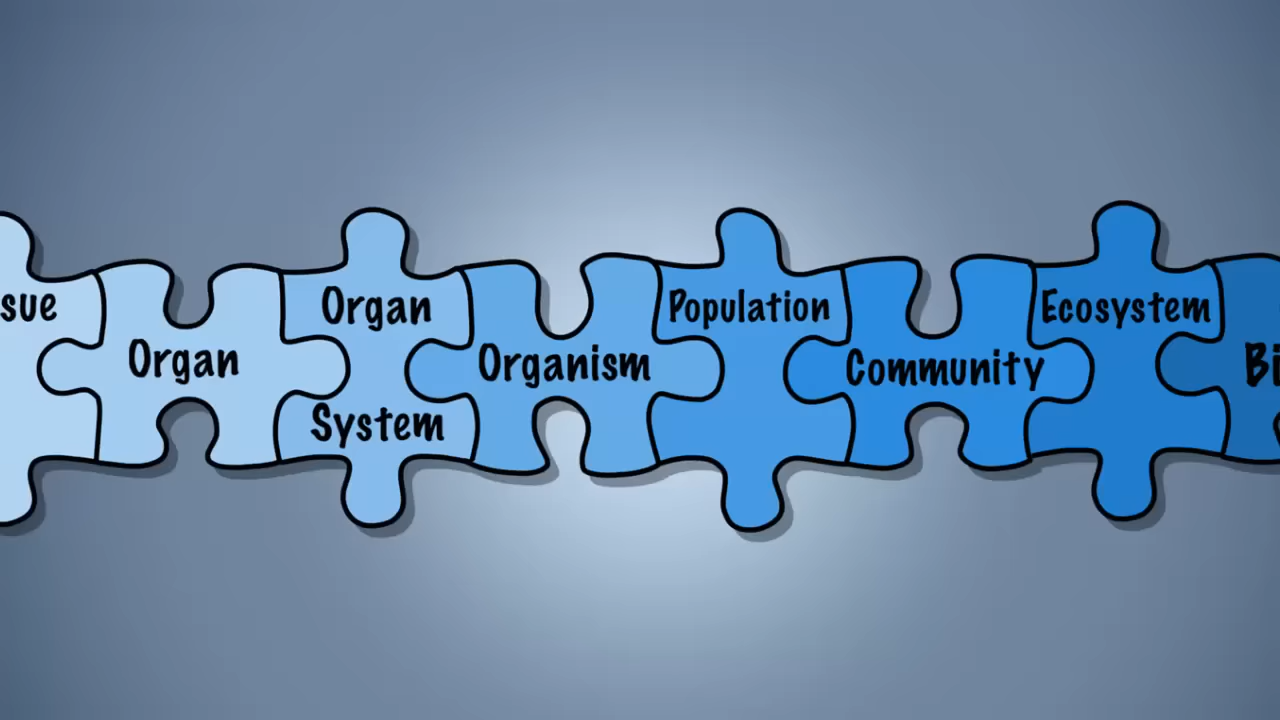 sue
Organ
Organ
System
Organism
Population
Community
Ecosystem
Bi